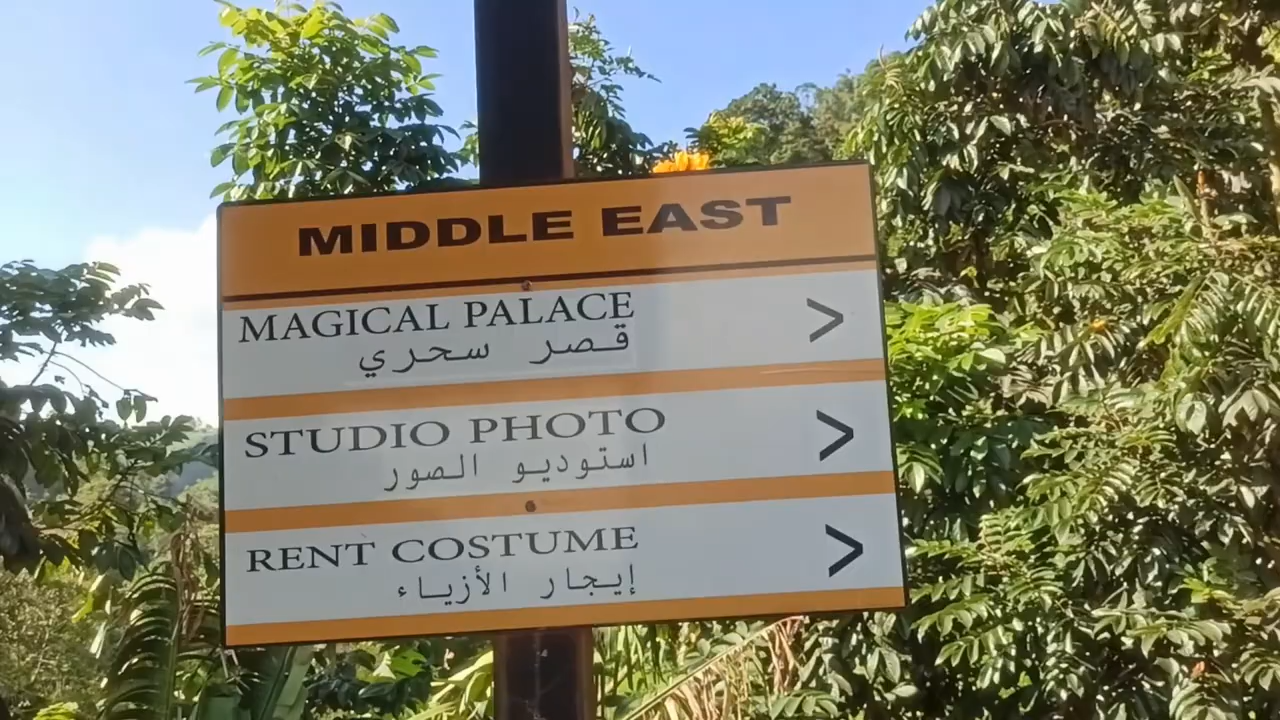 MIDDLE EAST
MAGICAL PALACE
قصر سحري
>
STUDIO PHOTO
استوديو الصور
>
RENT COSTUME
إيجار الأزياء
>